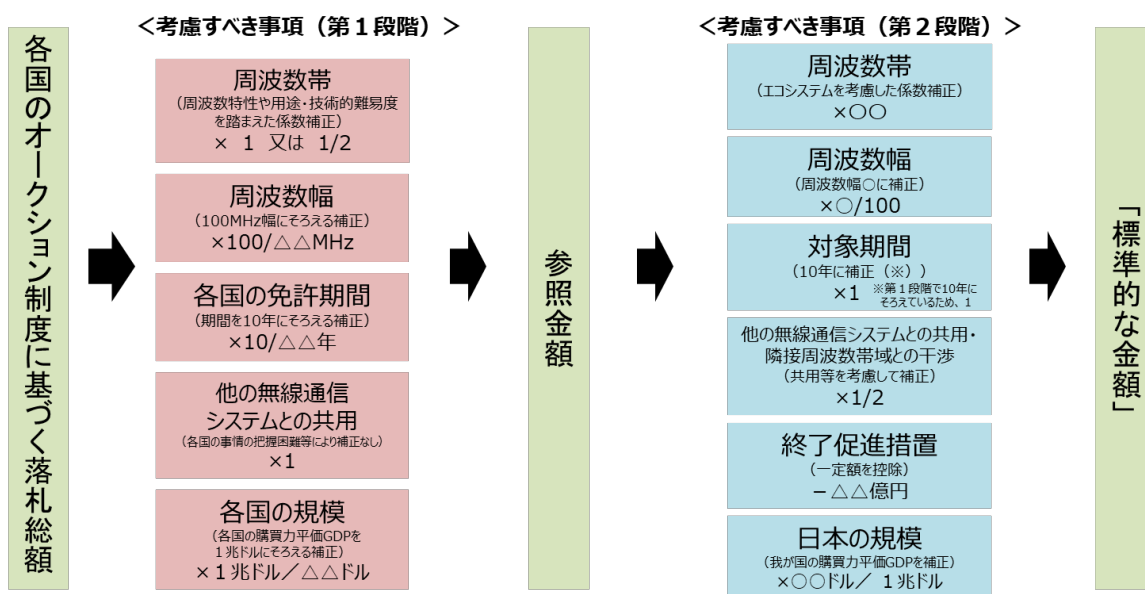 ＜考慮すべき事項（第１段階）＞
＜考慮すべき事項（第２段階）＞
各国のオークション制度に基づく落札総額
周波数帯
（周波数特性や用途・技術的難易度
を踏まえた係数補正）
× 1 又は 1/2
周波数幅
（100MHz幅にそろえる補正）
×100/△△MHz
各国の免許期間
（期間を10年にそろえる補正）
×10/△△年
他の無線通信
システムとの共用
（各国の事情の把握困難等により補正なし）
×1
各国の規模
（各国の購買力平価GDPを
１兆ドルにそろえる補正）
×１兆ドル／△△ドル
参照金額
周波数帯
（エコシステムを考慮した係数補正）
×〇〇
周波数幅
（周波数幅○に補正）
×○/100
対象期間
（10年に補正（※））
×1 ※第１段階で10年に
そろえているため、1
他の無線通信システムとの共用・
隣接周波数帯域との干渉
（共用等を考慮して補正）
×1/2
終了促進措置
（一定額を控除）
－△△億円
日本の規模
（我が国の購買力平価GDPを補正）
×〇〇ドル／ １兆ドル
「標準的な金額」